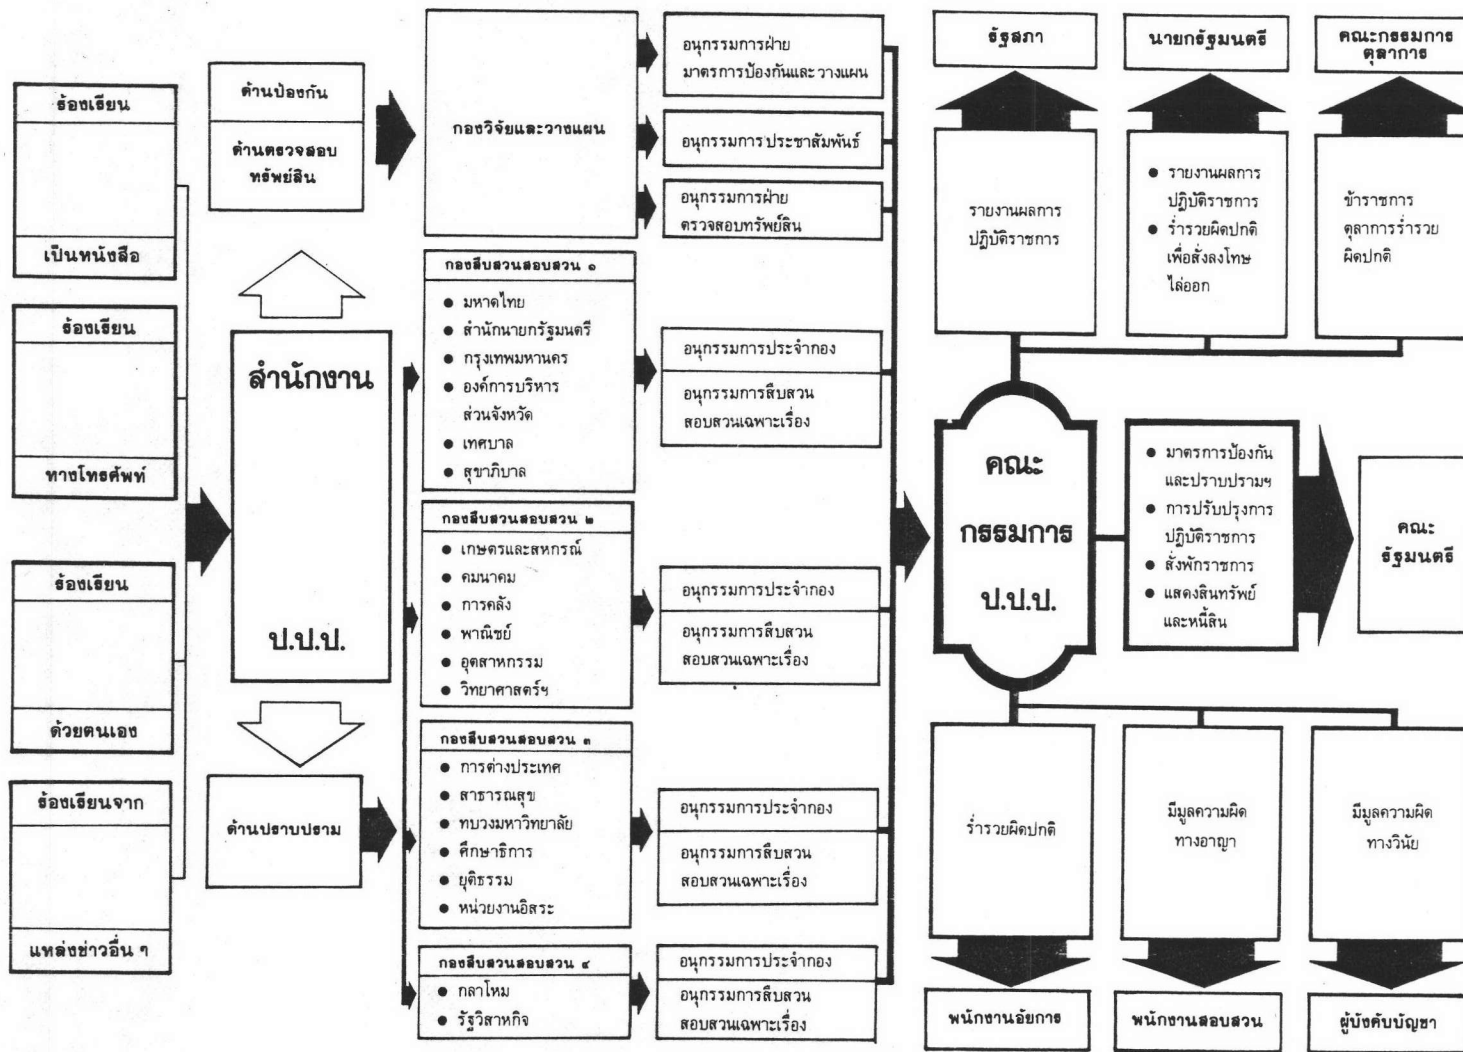 ร้องเรียน
เป็นหนังสือ
ร้องเรียน
ทางโทรศัพท์
ร้องเรียน
ด้วยตนเอง
ร้องเรียนจาก
แหล่งข่าวอื่น ๆ
ด้านป้องกัน
ด้านตรวจสอบ
ทรัพย์สิน
สำนักงาน
ป.ป.ป.
ด้านปราบปราม
กองวิจัยและวางแผน
กองสืบสวนสอบสวน ๑
● มหาดไทย
● สำนักนายกรัฐมนตรี
● กรุงเทพมหานคร
● องค์การบริหาร
ส่วนจังหวัด
● เทศบาล
● สุขาภิบาล
กองสืบสวนสอบสวน ๒
● เกษตรและสหกรณ์
● คมนาคม
● การคลัง
● พาณิชย์
● อุตสาหกรรม
● วิทยาศาสตร์ฯ
กองสืบสวนสอบสวน ๓
● การต่างประเทศ
● สาธารณสุข
● ทบวงมหาวิทยาลัย
● ศึกษาธิการ
● ยุติธรรม
● หน่วยงานอิสระ
กองสืบสวนสอบสวน ๔
● กลาโหม
● รัฐวิสาหกิจ
อนุกรรมการฝ่าย
มาตรการป้องกันและวางแผน
อนุกรรมการประชาสัมพันธ์
อนุกรรมการฝ่าย
ตรวจสอบทรัพย์สิน
อนุกรรมการประจำกอง
อนุกรรมการสืบสวน
สอบสวนเฉพาะเรื่อง
อนุกรรมการประจำกอง
อนุกรรมการสืบสวน
สอบสวนเฉพาะเรื่อง
อนุกรรมการประจำกอง
อนุกรรมการสืบสวน
สอบสวนเฉพาะเรื่อง
อนุกรรมการประจำกอง
อนุกรรมการสืบสวน
สอบสวนเฉพาะเรื่อง
รัฐสภา
รายงานผลการ
ปฏิบัติราชการ
นายกรัฐมนตรี
● รายงานผลการ
ปฏิบัติราชการ
● ร่ำรวยผิดปกติ
เพื่อสั่งลงโทษ
ไล่ออก
คณะกรรมการ
ตุลาการ
ข้าราชการ
ตุลาการร่ำรวย
ผิดปกติ
คณะ
กรรมการ
ป.ป.ป.
● มาตรการป้องกัน
และปราบปรามฯ
● การปรับปรุงการ
ปฏิบัติราชการ
● สั่งพักราชการ
● แสดงสินทรัพย์
และหนี้สิน
คณะ
รัฐมนตรี
ร่ำรวยผิดปกติ
พนักงานอัยการ
มีมูลความผิด
ทางอาญา
พนักงานสอบสวน
มีมูลความผิด
ทางวินัย
ผู้บังคับบัญชา